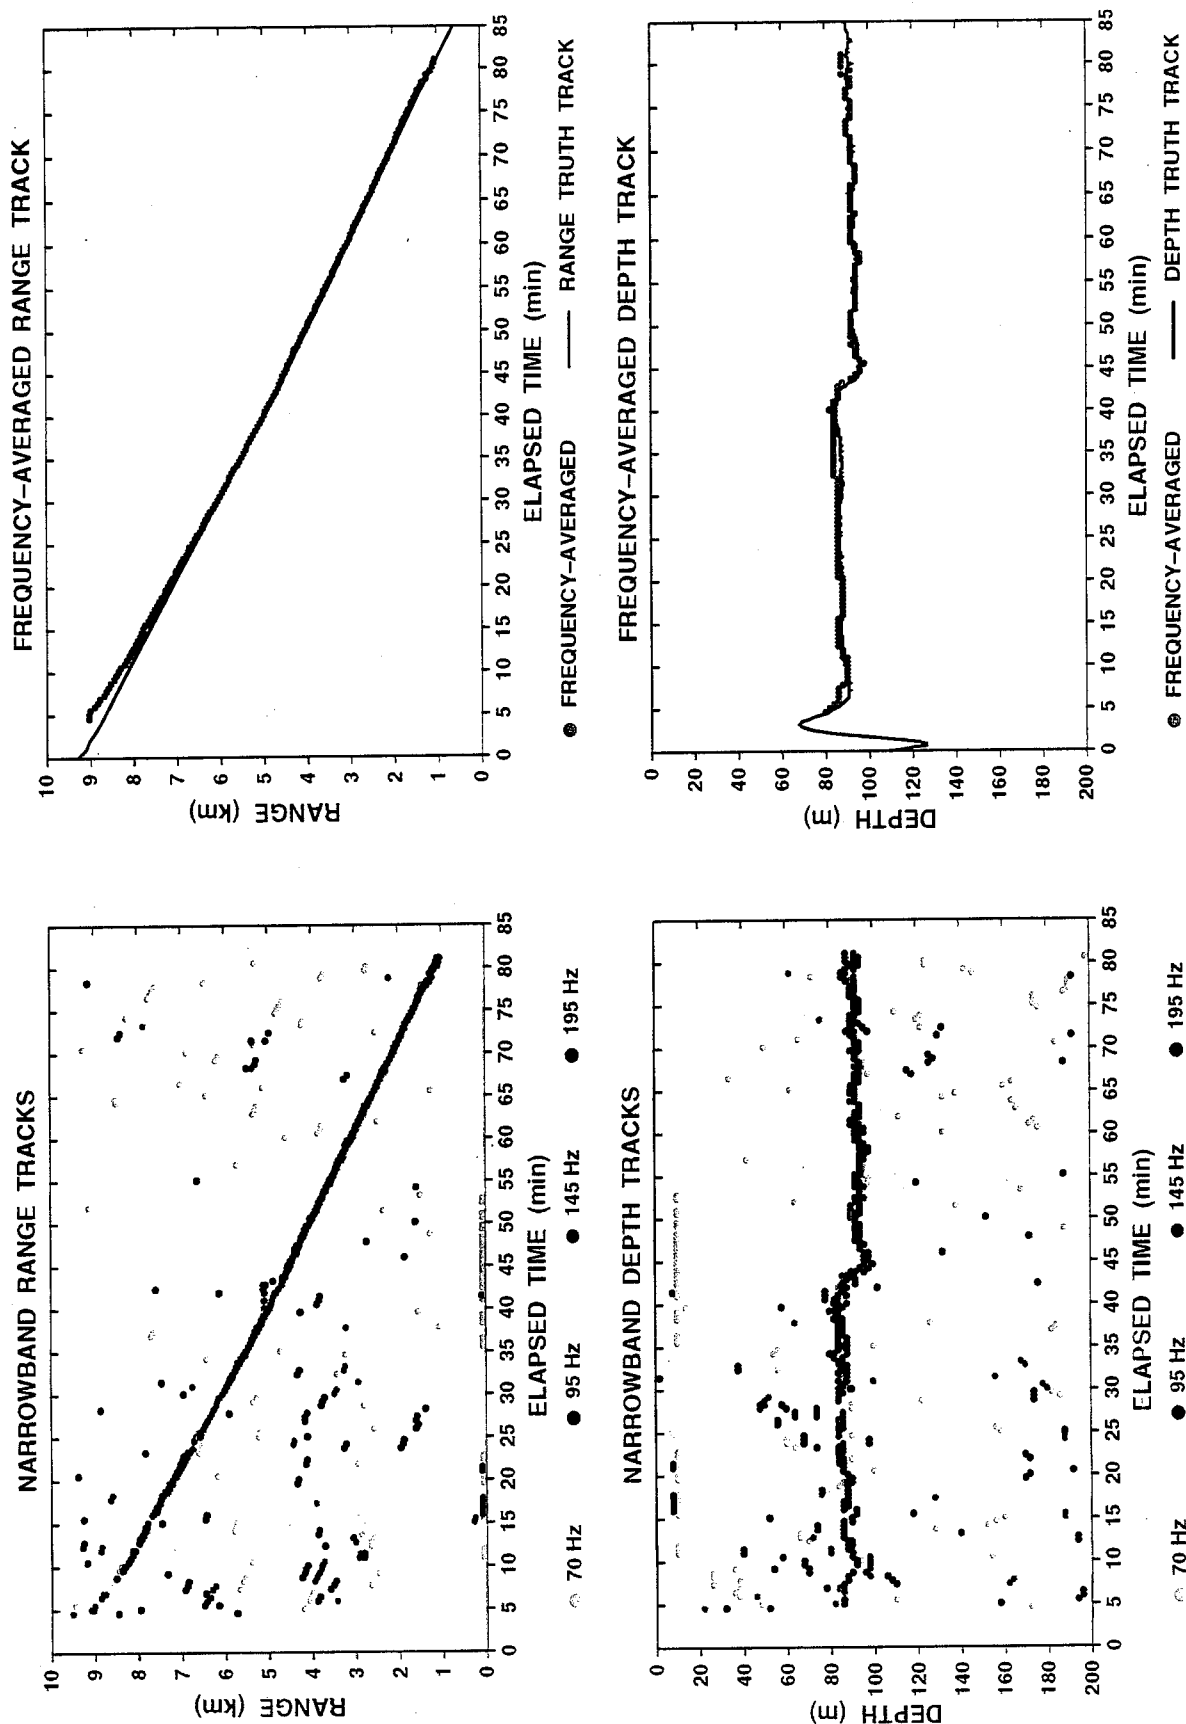 NARROWBAND RANGE TRACKS
RANGE (km)
10
9
8
7
6
5
4
3
2
1
0
0 5 10 15 20 25 30 35 40 45 50 55 60 65 70 75 80 85
ELAPSED TIME (min)
70 Hz 95 Hz 145 Hz 195 Hz
FREQUENCY-AVERAGED RANGE TRACK
RANGE (km)
10
9
8
7
6
5
4
3
2
1
0
0 5 10 15 20 25 30 35 40 45 50 55 60 65 70 75 80 85
ELAPSED TIME (min)
FREQUENCY-AVERAGED RANGE TRUTH TRACK
NARROWBAND DEPTH TRACKS
DEPTH (m)
0
20
40
60
80
100
120
140
160
180
200
0 5 10 15 20 25 30 35 40 45 50 55 60 65 70 75 80 85
ELAPSED TIME (min)
70 Hz 95 Hz 145 Hz 195 Hz
FREQUENCY-AVERAGED DEPTH TRACK
DEPTH (m)
0
20
40
60
80
100
120
140
160
180
200
0 5 10 15 20 25 30 35 40 45 50 55 60 65 70 75 80 85
ELAPSED TIME (min)
FREQUENCY-AVERAGED DEPTH TRUTH TRACK